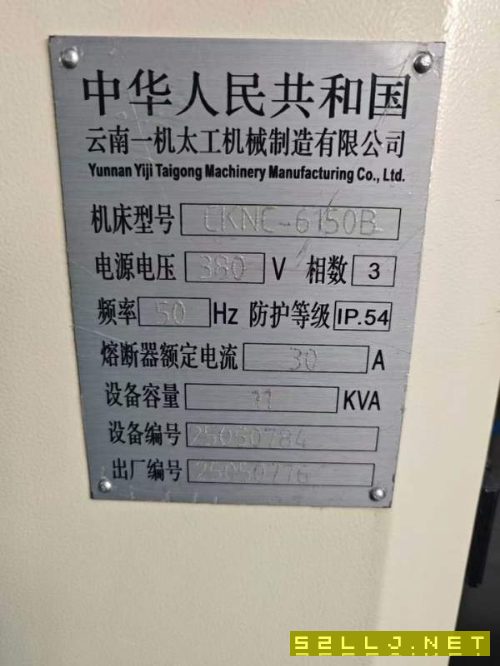 中华人民共和国
云南一机太工机械制造有限公司
Yunnan Yiji Taigong Machinery Manufacturing Co., Ltd.
机床型号 CKNC-6150B
电源电压 380 V 相数 3
频率 50 Hz 防护等级 IP.54
熔断器额定电流 30 A
设备容量 11 KVA
设备编号 25050784
出厂编号 25050776
52LLJ.NET